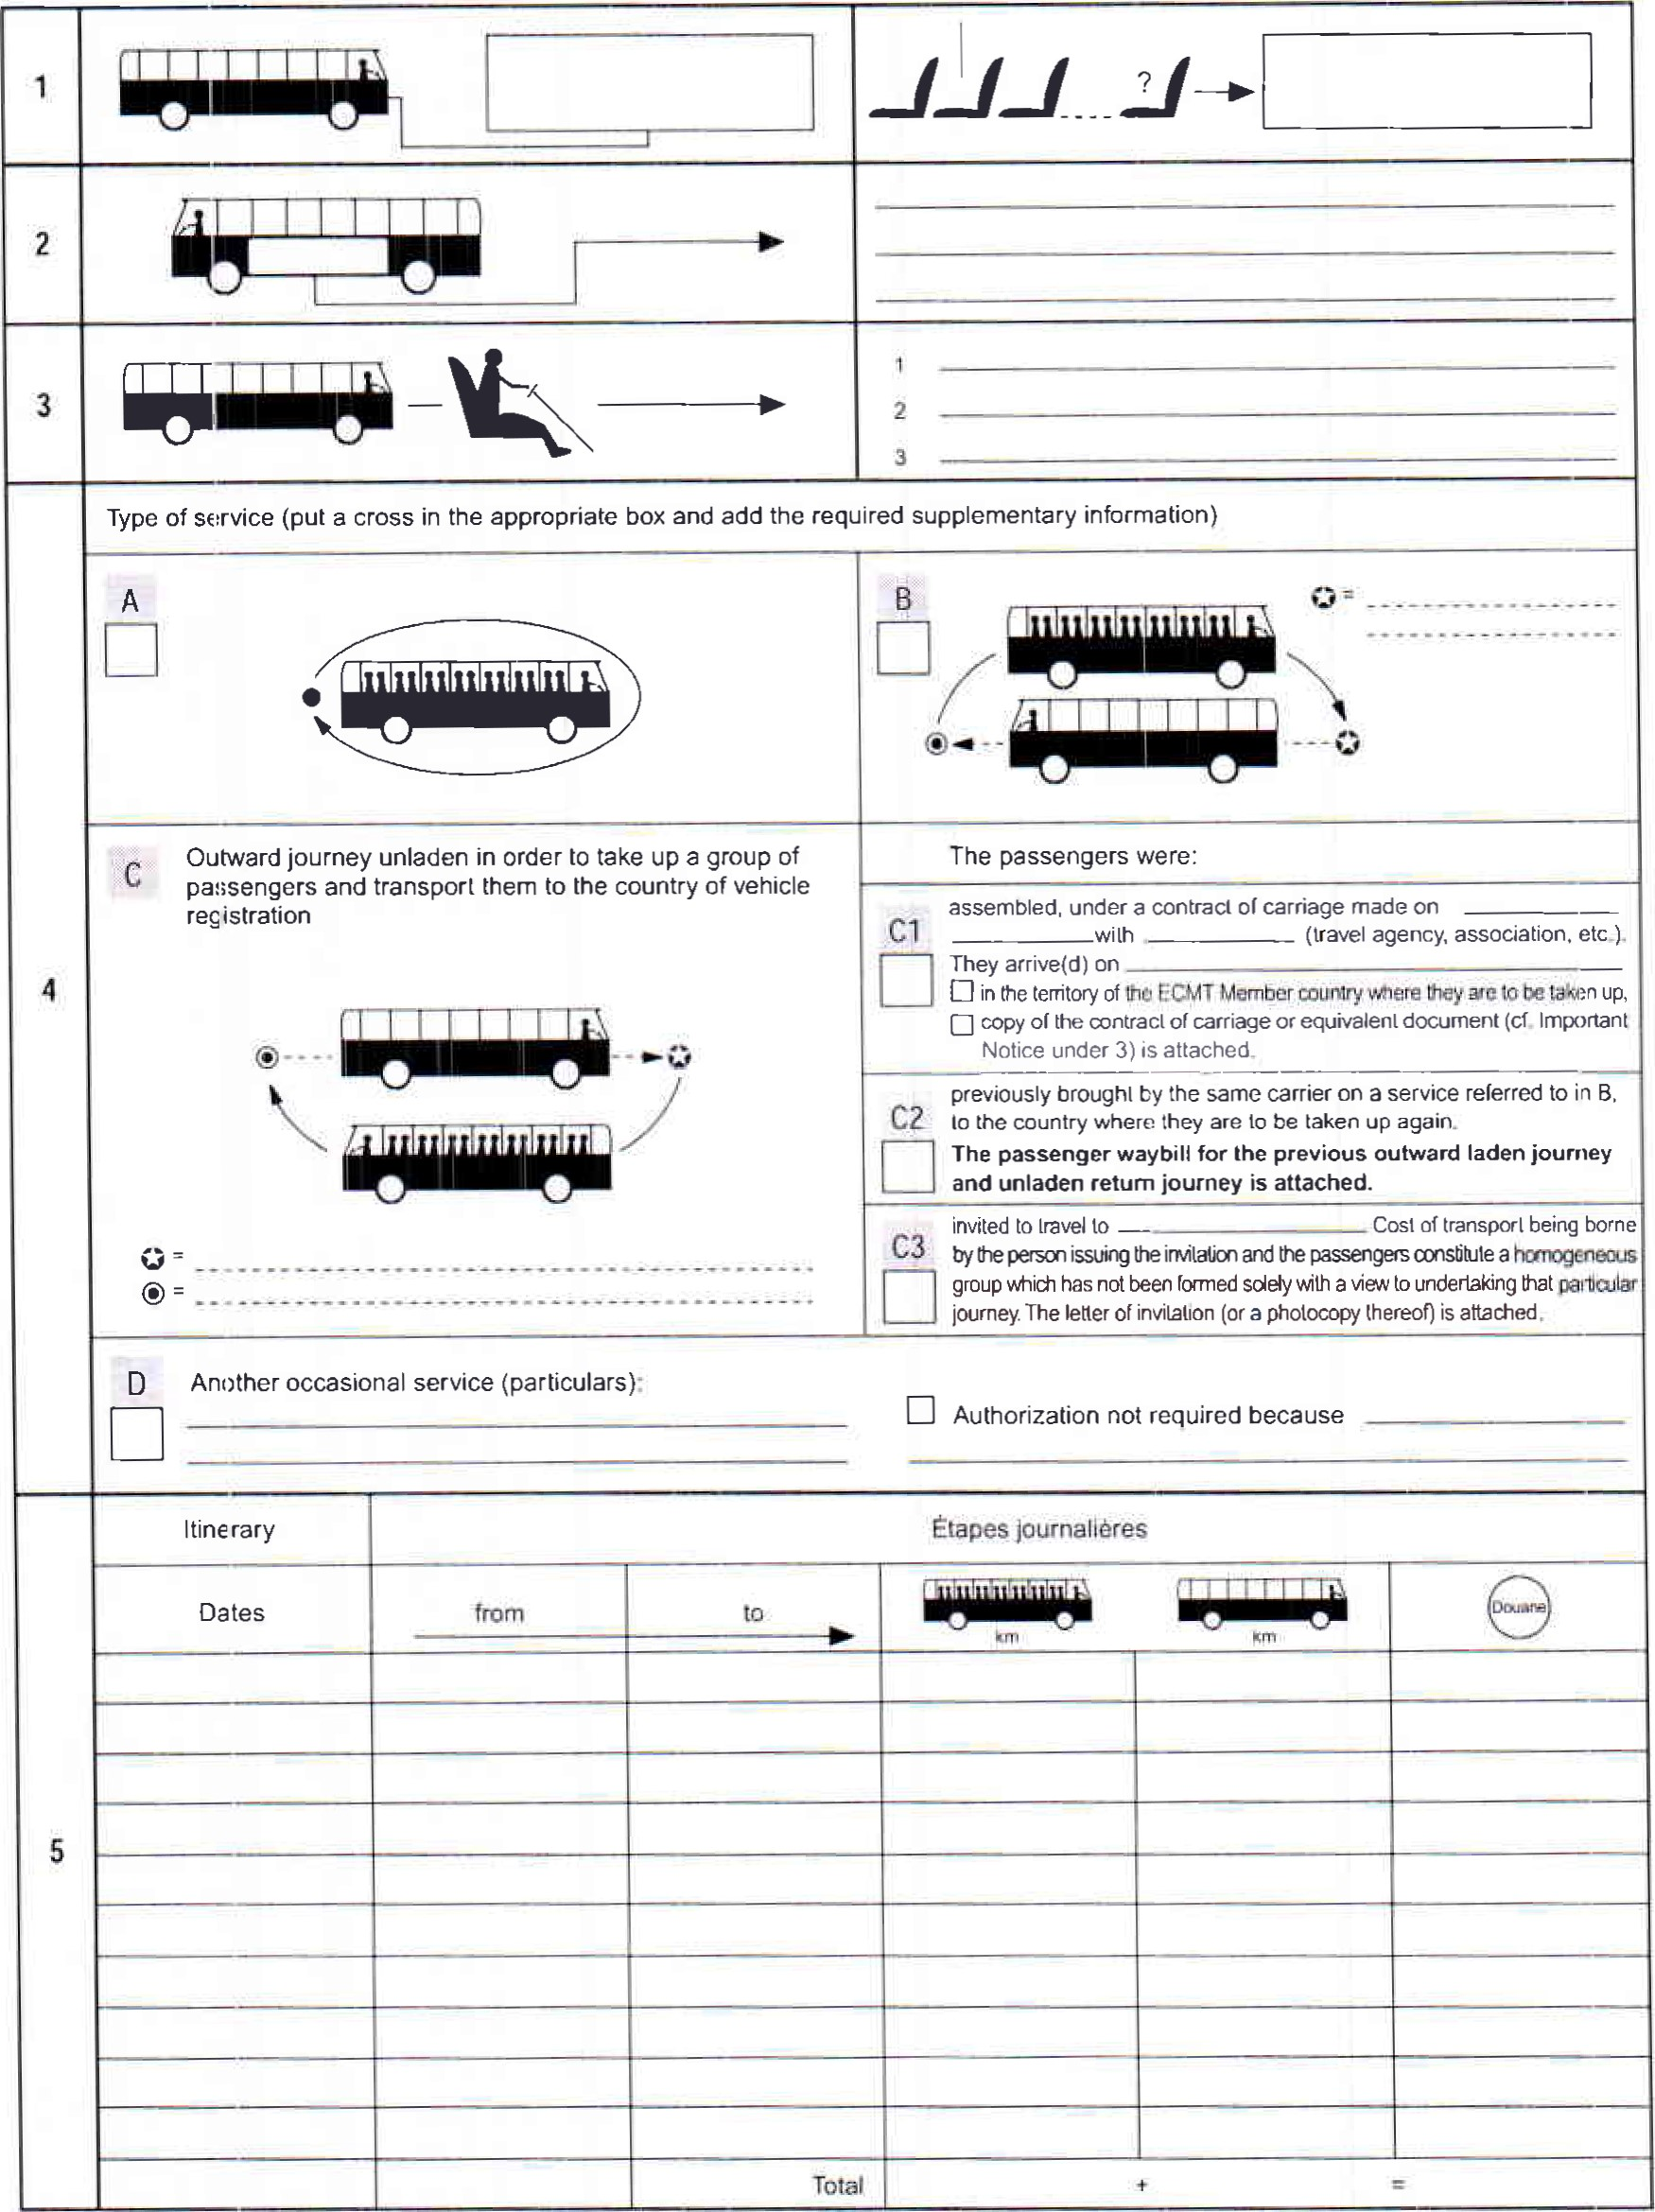 1
?
2
3
1
2
3
4
Type of service (put a cross in the appropriate box and add the required supplementary information)
A
B
=
C
Outward journey unladen in order to take up a group of
passengers and transport them to the country of vehicle
registration
=
=
The passengers were:
C1
assembled, under a contract of carriage made on
with (travel agency, association, etc.).
They arrive(d) on
in the territory of the ECMT Member country where they are to be taken up,
copy of the contract of carriage or equivalent document (cf. Important
Notice under 3) is attached.
C2
previously brought by the same carrier on a service referred to in B,
to the country where they are to be taken up again.
The passenger waybill for the previous outward laden journey
and unladen return journey is attached.
C3
invited to travel to Cost of transport being borne
by the person issuing the invitation and the passengers constitute a homogeneous
group which has not been formed solely with a view to undertaking that particular
journey. The letter of invitation (or a photocopy thereof) is attached.
D
Another occasional service (particulars):
Authorization not required because
5
Itinerary
Étapes journalières
Dates
from
to
km
km
Douane
Total + =